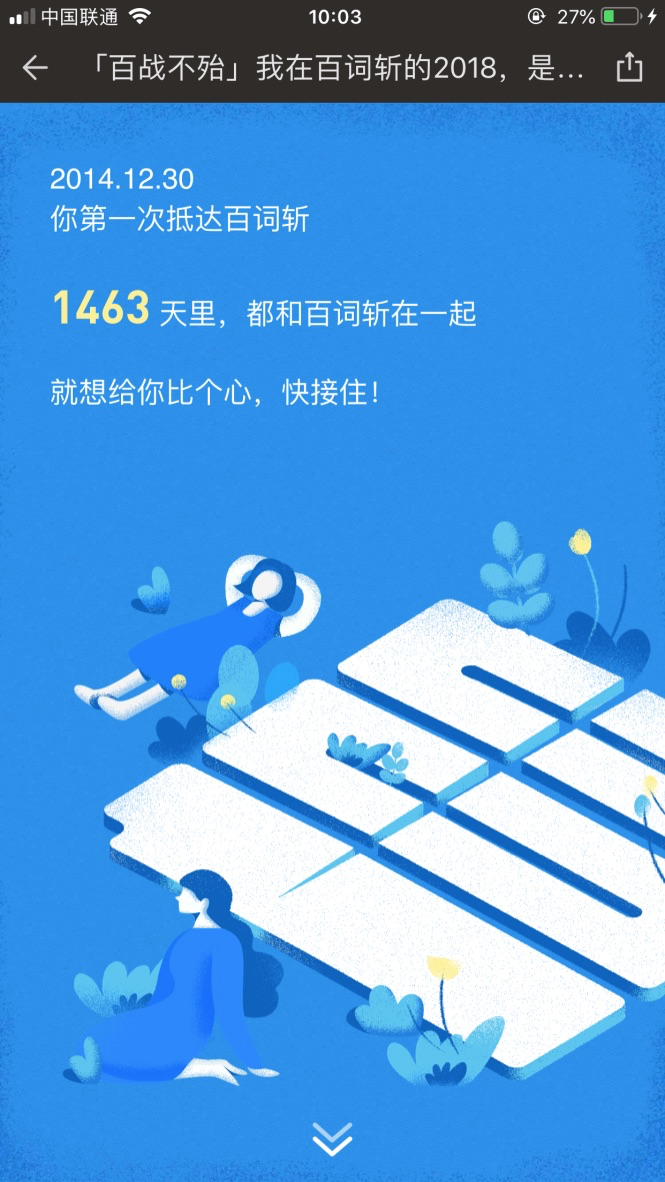 中国联通
10:03
27%
「百战不殆」我在百词斩的2018，是...
2014.12.30
你第一次抵达百词斩
1463 天里，都和百词斩在一起
就想给你比个心，快接住！